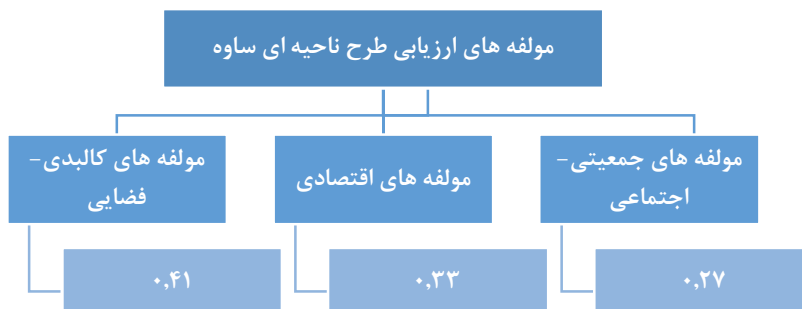 مولفه های ارزیابی طرح ناحیه ای ساوه
مولفه های جمعیتی-
اجتماعی
مولفه های اقتصادی
مولفه های کالبدی-
فضایی
۰,۲۷
۰,۳۳
۰,۴۱